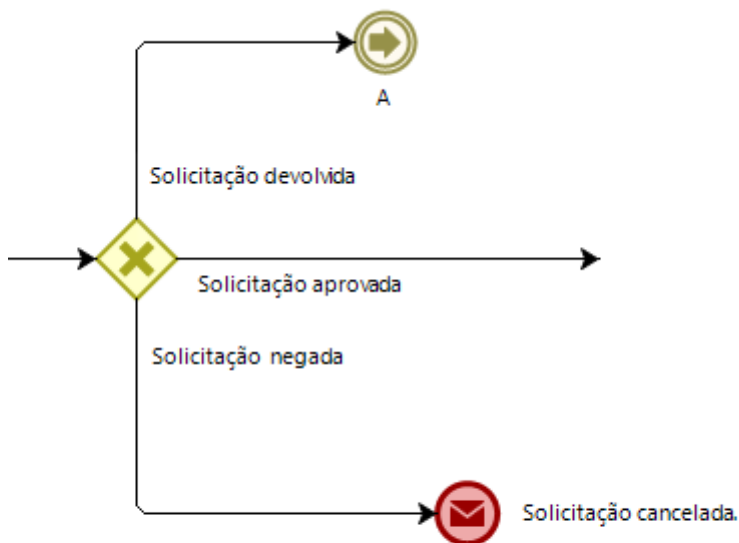 A
Solicitação devolvida
Solicitação aprovada
Solicitação negada
Solicitação cancelada.